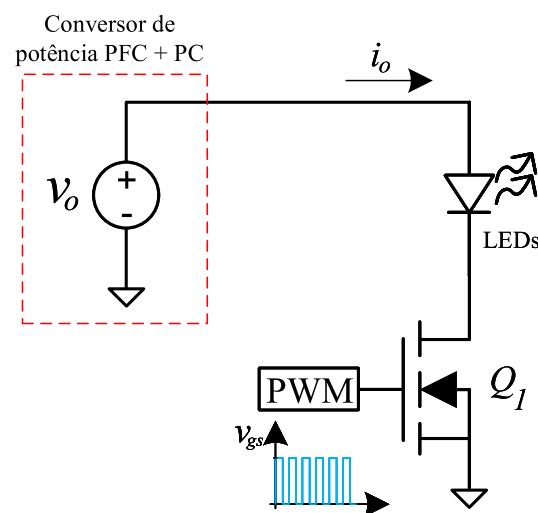 Conversor de
potência PFC + PC
i_o
v_o
+
-
LEDs
PWM
Q_1
v_gs